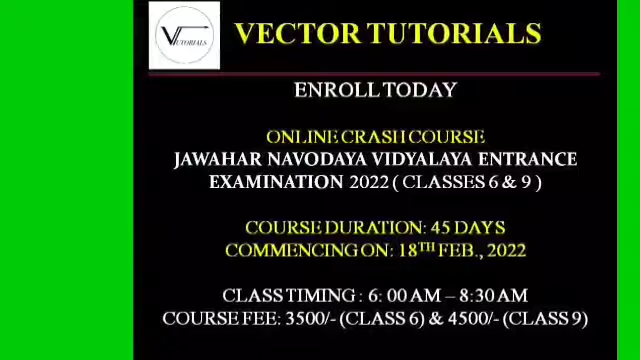 VTUTORIALS
VECTOR TUTORIALS
ENROLL TODAY
ONLINE CRASH COURSE
JAWAHAR NAVODAYA VIDYALAYA ENTRANCE
EXAMINATION 2022 ( CLASSES 6 & 9 )
COURSE DURATION: 45 DAYS
COMMENCING ON: 18TH FEB., 2022
CLASS TIMING : 6: 00 AM – 8:30 AM
COURSE FEE: 3500/- (CLASS 6) & 4500/- (CLASS 9)